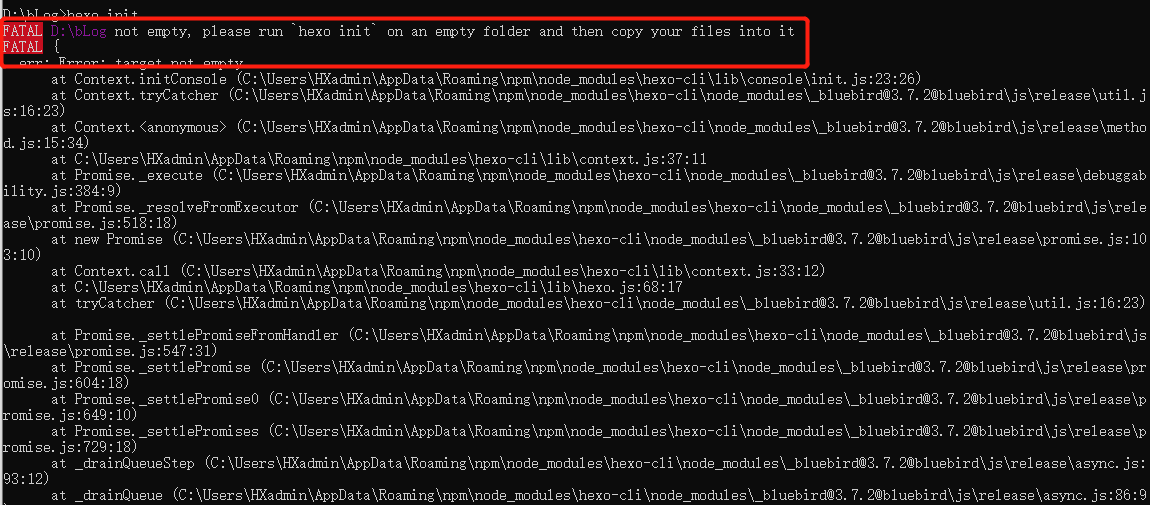 D:\bLog>hexo init
FATAL D:\bLog not empty, please run `hexo init` on an empty folder and then copy your files into it
FATAL {
err: Error: target not empty
at Context.initConsole (C:\Users\HXadmin\AppData\Roaming\npm\node_modules\hexo-cli\lib\console\init.js:23:26)
at Context.tryCatcher (C:\Users\HXadmin\AppData\Roaming\npm\node_modules\hexo-cli\node_modules\_bluebird@3.7.2@bluebird\js\release\util.j
s:16:23)
at Context.<anonymous> (C:\Users\HXadmin\AppData\Roaming\npm\node_modules\hexo-cli\node_modules\_bluebird@3.7.2@bluebird\js\release\metho
d.js:15:34)
at C:\Users\HXadmin\AppData\Roaming\npm\node_modules\hexo-cli\lib\context.js:37:11
at Promise._execute (C:\Users\HXadmin\AppData\Roaming\npm\node_modules\hexo-cli\node_modules\_bluebird@3.7.2@bluebird\js\release\debuggab
ility.js:384:9)
at Promise._resolveFromExecutor (C:\Users\HXadmin\AppData\Roaming\npm\node_modules\hexo-cli\node_modules\_bluebird@3.7.2@bluebird\js\rele
ase\promise.js:518:18)
at new Promise (C:\Users\HXadmin\AppData\Roaming\npm\node_modules\hexo-cli\node_modules\_bluebird@3.7.2@bluebird\js\release\promise.js:10
3:10)
at Context.call (C:\Users\HXadmin\AppData\Roaming\npm\node_modules\hexo-cli\lib\context.js:33:12)
at C:\Users\HXadmin\AppData\Roaming\npm\node_modules\hexo-cli\lib\hexo.js:68:17
at tryCatcher (C:\Users\HXadmin\AppData\Roaming\npm\node_modules\hexo-cli\node_modules\_bluebird@3.7.2@bluebird\js\release\util.js:16:23)
at Promise._settlePromiseFromHandler (C:\Users\HXadmin\AppData\Roaming\npm\node_modules\hexo-cli\node_modules\_bluebird@3.7.2@bluebird\js
\release\promise.js:547:31)
at Promise._settlePromise (C:\Users\HXadmin\AppData\Roaming\npm\node_modules\hexo-cli\node_modules\_bluebird@3.7.2@bluebird\js\release\pr
omise.js:604:18)
at Promise._settlePromise0 (C:\Users\HXadmin\AppData\Roaming\npm\node_modules\hexo-cli\node_modules\_bluebird@3.7.2@bluebird\js\release\p
romise.js:649:10)
at Promise._settlePromises (C:\Users\HXadmin\AppData\Roaming\npm\node_modules\hexo-cli\node_modules\_bluebird@3.7.2@bluebird\js\release\p
romise.js:729:18)
at _drainQueueStep (C:\Users\HXadmin\AppData\Roaming\npm\node_modules\hexo-cli\node_modules\_bluebird@3.7.2@bluebird\js\release\async.js:
93:12)
at _drainQueue (C:\Users\HXadmin\AppData\Roaming\npm\node_modules\hexo-cli\node_modules\_bluebird@3.7.2@bluebird\js\release\async.js:86:9